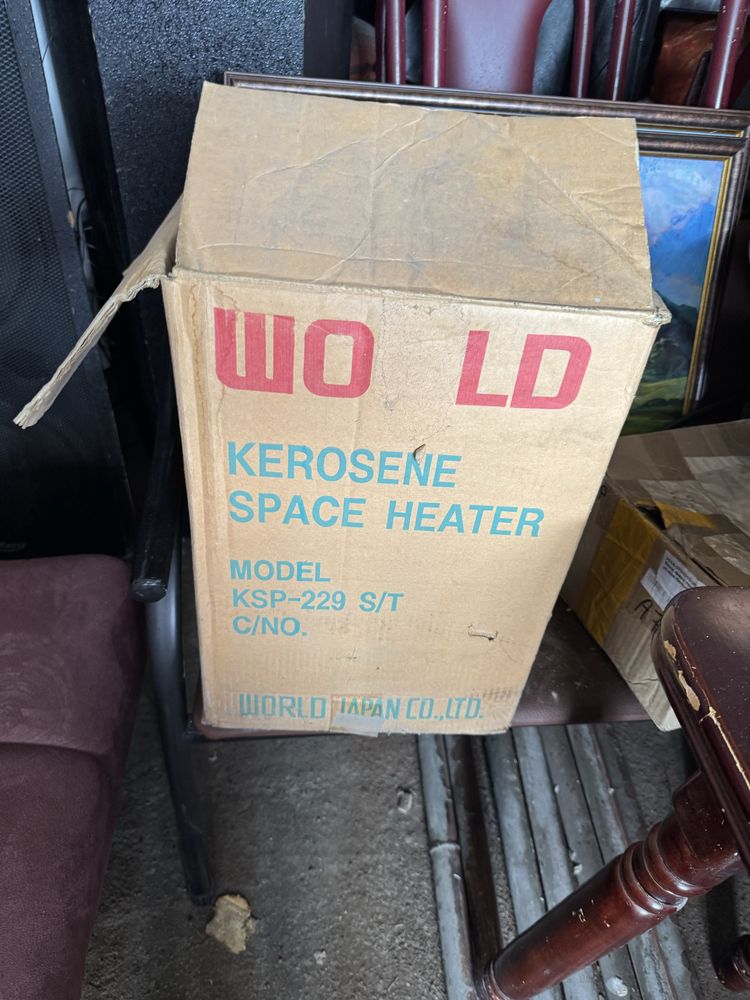 WO LD
KEROSENE
SPACE HEATER
MODEL
KSP-229 S/T
C/NO.
WORLD JAPAN CO.,LTD.